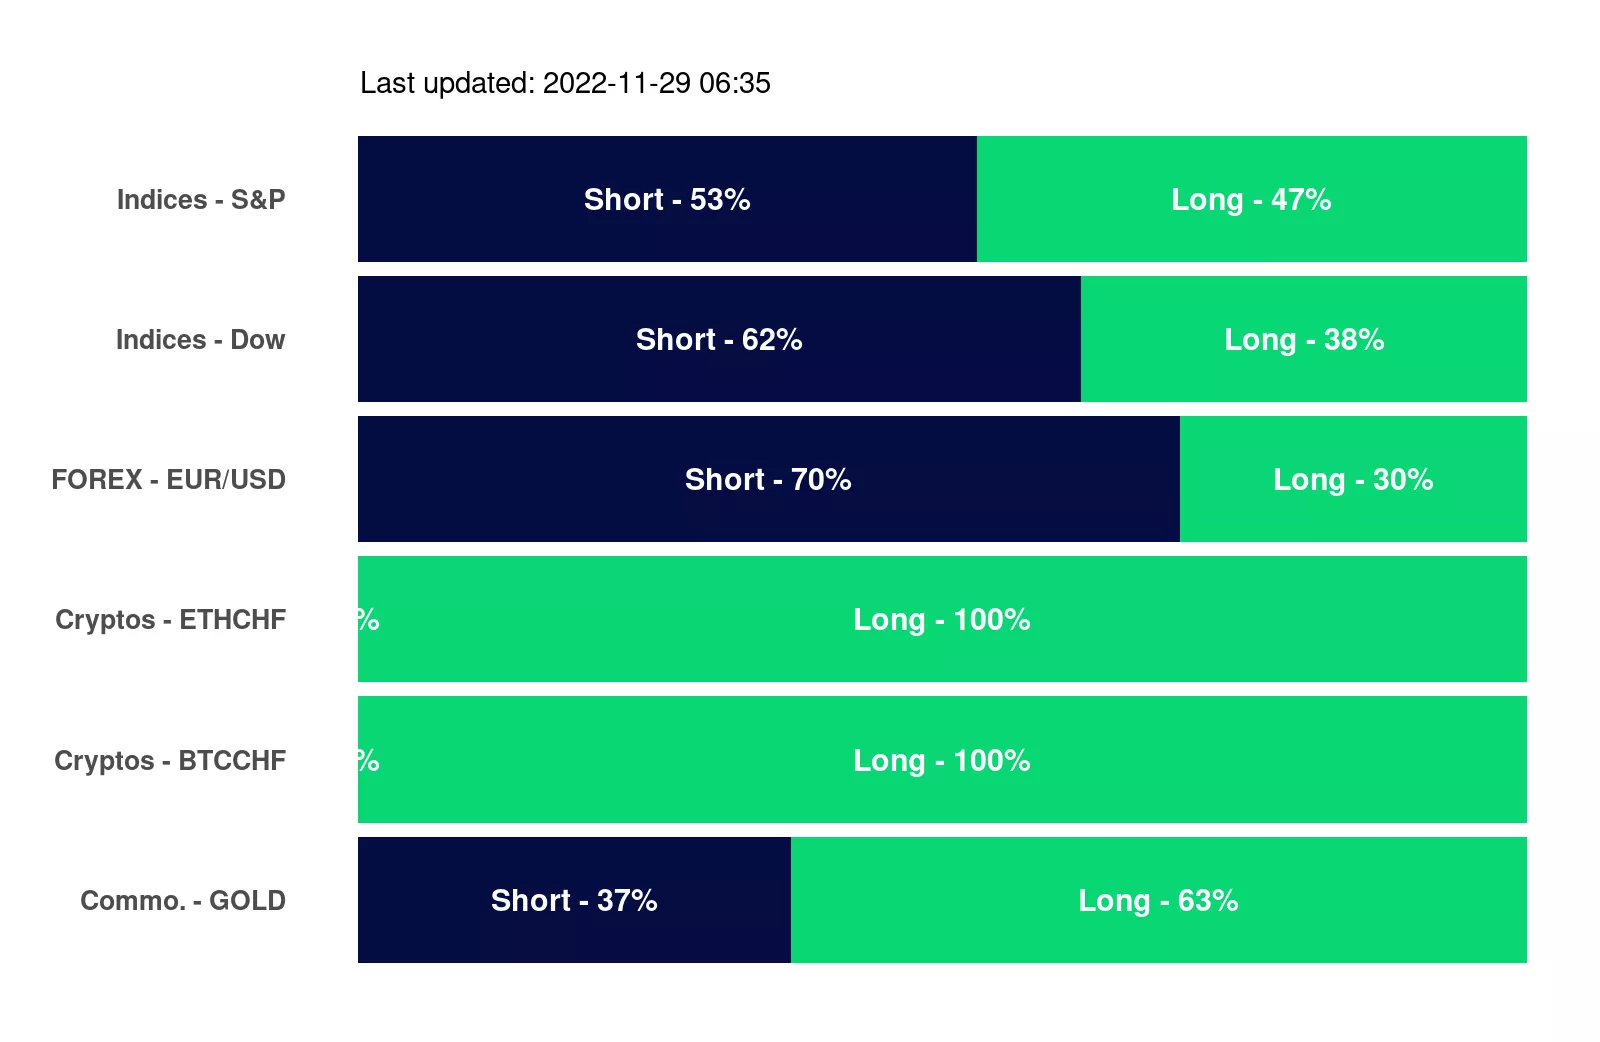 Last updated: 2022-11-29 06:35
Indices - S&P Short - 53% Long - 47%
Indices - Dow Short - 62% Long - 38%
FOREX - EUR/USD Short - 70% Long - 30%
Cryptos - ETHCHF % Long - 100%
Cryptos - BTCCHF % Long - 100%
Commo. - GOLD Short - 37% Long - 63%